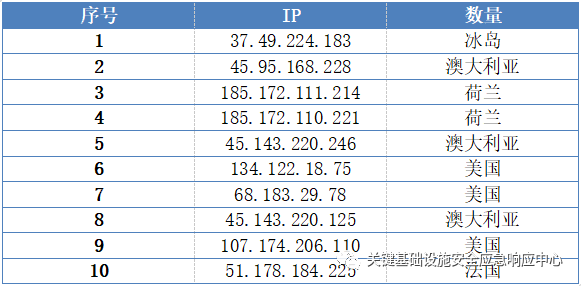 序号 IP 数量
1 37.49.224.183 冰岛
2 45.95.168.228 澳大利亚
3 185.172.111.214 荷兰
4 185.172.110.221 荷兰
5 45.143.220.246 澳大利亚
6 134.122.18.75 美国
7 68.183.29.78 美国
8 45.143.220.125 澳大利亚
9 107.174.206.110 美国
关键基础设施安全应急响应中心
10 51.178.184.225 法国